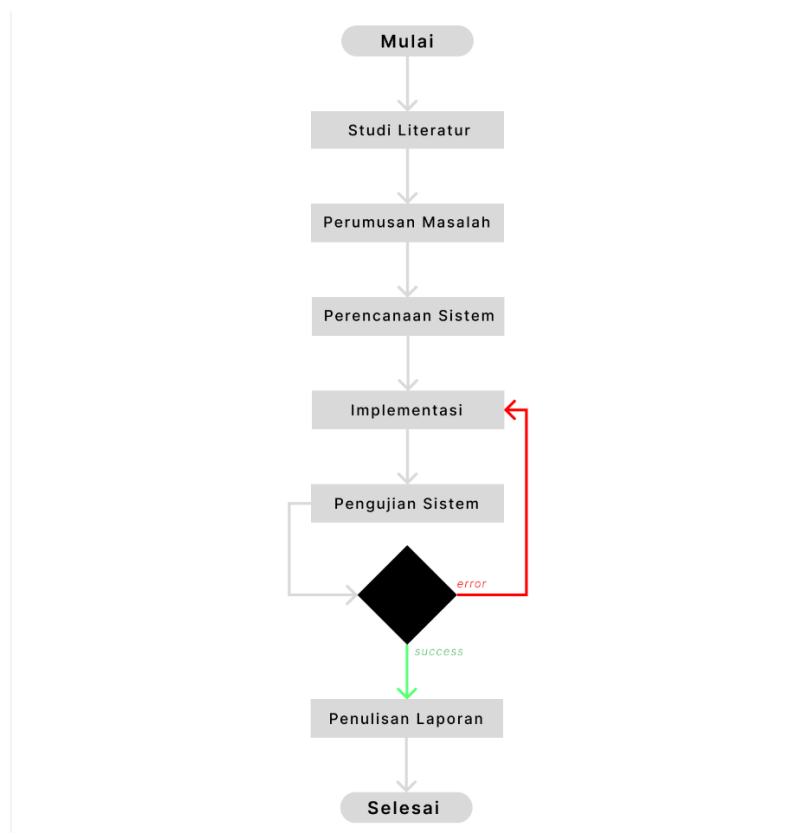 Mulai
Studi Literatur
Perumusan Masalah
Perencanaan Sistem
Implementasi
Pengujian Sistem
error
success
Penulisan Laporan
Selesai